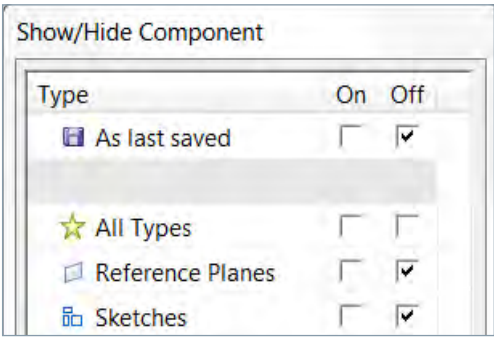 Show/Hide Component
Type On Off
As last saved
All Types
Reference Planes
Sketches